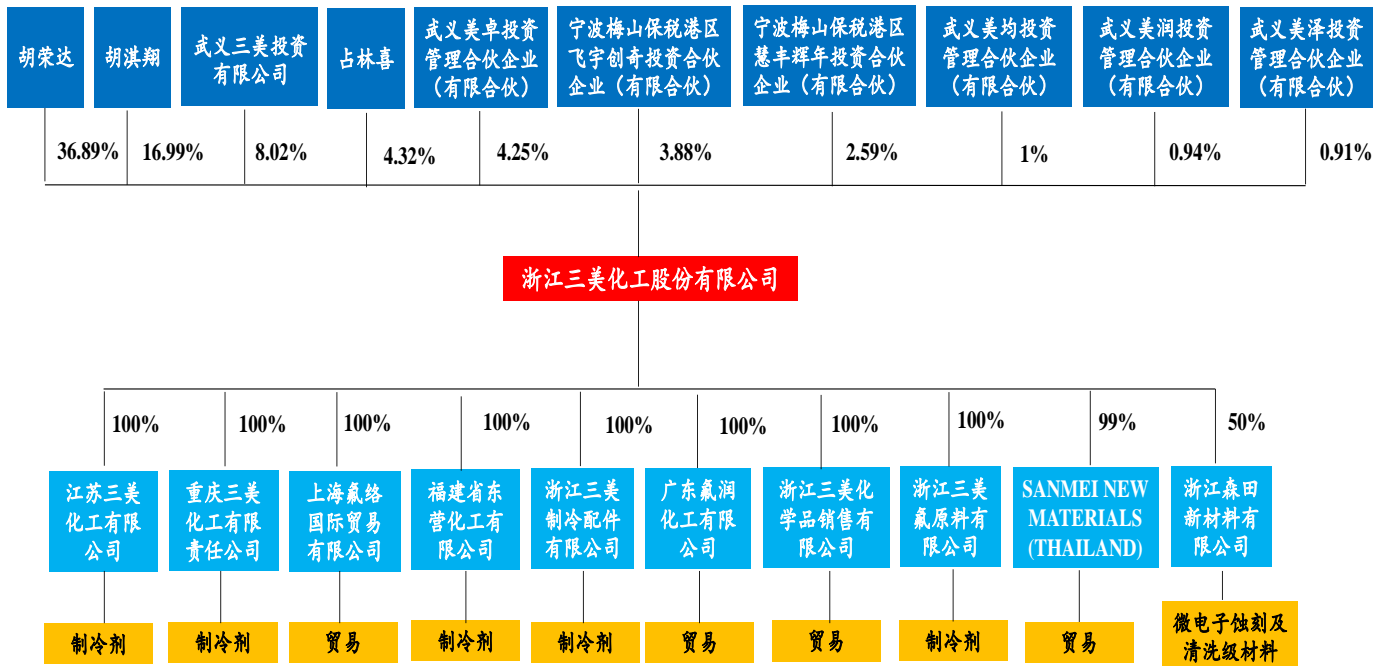 胡荣达
胡淇翔
武义三美投资
有限公司
占林喜
武义美卓投资
管理合伙企业
（有限合伙）
宁波梅山保税港区
飞宇创奇投资合伙
企业（有限合伙）
宁波梅山保税港区
慧丰辉年投资合伙
企业（有限合伙）
武义美均投资
管理合伙企业
（有限合伙）
武义美润投资
管理合伙企业
（有限合伙）
武义美泽投资
管理合伙企业
（有限合伙）
36.89%
16.99%
8.02%
4.32%
4.25%
3.88%
2.59%
1%
0.94%
0.91%
浙江三美化工股份有限公司
100%
100%
100%
100%
100%
100%
100%
100%
99%
50%
江苏三美
化工有限
公司
重庆三美
化工有限
责任公司
上海氟络
国际贸易
有限公司
福建省东
营化工有
限公司
浙江三美
制冷配件
有限公司
广东氟润
化工有限
公司
浙江三美化
学品销售有
限公司
浙江三美
氟原料有
限公司
SANMEI NEW
MATERIALS
(THAILAND)
浙江森田
新材料有
限公司
制冷剂
制冷剂
贸易
制冷剂
制冷剂
贸易
贸易
制冷剂
贸易
微电子蚀刻及
清洗级材料